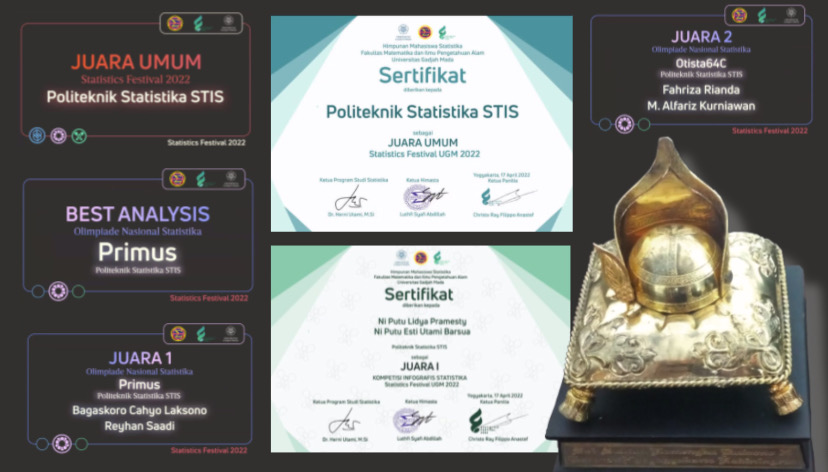 JUARA UMUM
Statistics Festival 2022
Politeknik Statistika STIS
Statistics Festival 2022
BEST ANALYSIS
Olimpiade Nasional Statistika
Primus
Politeknik Statistika STIS
Statistics Festival 2022
JUARA 1
Olimpiade Nasional Statistika
Primus
Politeknik Statistika STIS
Bagaskoro Cahyo Laksono
Reyhan Saadi
Statistics Festival 2022
Himpunan Mahasiswa Statistika
Fakultas Matematika dan Ilmu Pengetahuan Alam
Universitas Gadjah Mada
Sertifikat
diberikan kepada
Politeknik Statistika STIS
sebagai
JUARA UMUM
Statistics Festival UGM 2022
Yogyakarta, 17 April 2022
Ketua Program Studi Statistika Ketua Himasta Ketua Panitia
Dr. Herni Utami, M.Si Luthfi Syafi Abdillah Christo Ray Filippo Anastof
Himpunan Mahasiswa Statistika
Fakultas Matematika dan Ilmu Pengetahuan Alam
Universitas Gadjah Mada
Sertifikat
diberikan kepada
Ni Putu Lidya Pramesty
Ni Putu Esti Utami Barsua
Politeknik Statistika STIS
sebagai
JUARA I
KOMPETISI INFOGRAFIS STATISTIKA
Statistics Festival UGM 2022
Yogyakarta, 17 April 2022
Ketua Program Studi Statistika Ketua Himasta Ketua Panitia
Dr. Herni Utami, M.Si Luthfi Syafi Abdillah
JUARA 2
Olimpiade Nasional Statistika
Otista64C
Politeknik Statistika STIS
Fahriza Rianda
M. Alfariz Kurniawan
Statistics Festival 2022